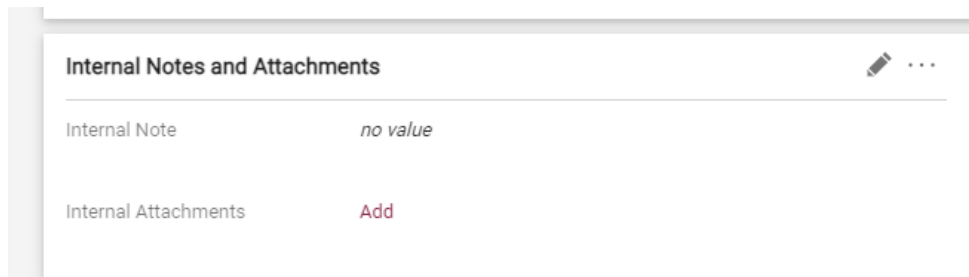 Internal Notes and Attachments
Internal Note no value
Internal Attachments Add